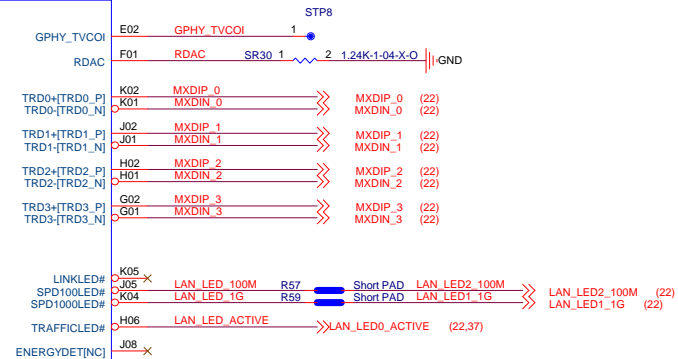 STP8
GPHY_TVCOI E02 GPHY_TVCOI 1
RDAC F01 RDAC SR30 1 2 1.24K-1-04-X-O GND
TRD0+[TRD0_P] K02 MXDIP_0 MXDIP_0 (22)
TRD0-[TRD0_N] K01 MXDIN_0 MXDIN_0 (22)
TRD1+[TRD1_P] J02 MXDIP_1 MXDIP_1 (22)
TRD1-[TRD1_N] J01 MXDIN_1 MXDIN_1 (22)
TRD2+[TRD2_P] H02 MXDIP_2 MXDIP_2 (22)
TRD2-[TRD2_N] H01 MXDIN_2 MXDIN_2 (22)
TRD3+[TRD3_P] G02 MXDIP_3 MXDIP_3 (22)
TRD3-[TRD3_N] G01 MXDIN_3 MXDIN_3 (22)
LINKLED# K05
SPD100LED# J05 LAN_LED_100M R57 Short PAD LAN_LED2_100M LAN_LED2_100M (22)
SPD1000LED# K04 LAN_LED_1G R59 Short PAD LAN_LED1_1G LAN_LED1_1G (22)
TRAFFICLED# H06 LAN_LED_ACTIVE LAN_LED0_ACTIVE (22,37)
ENERGYDET[NC] J08